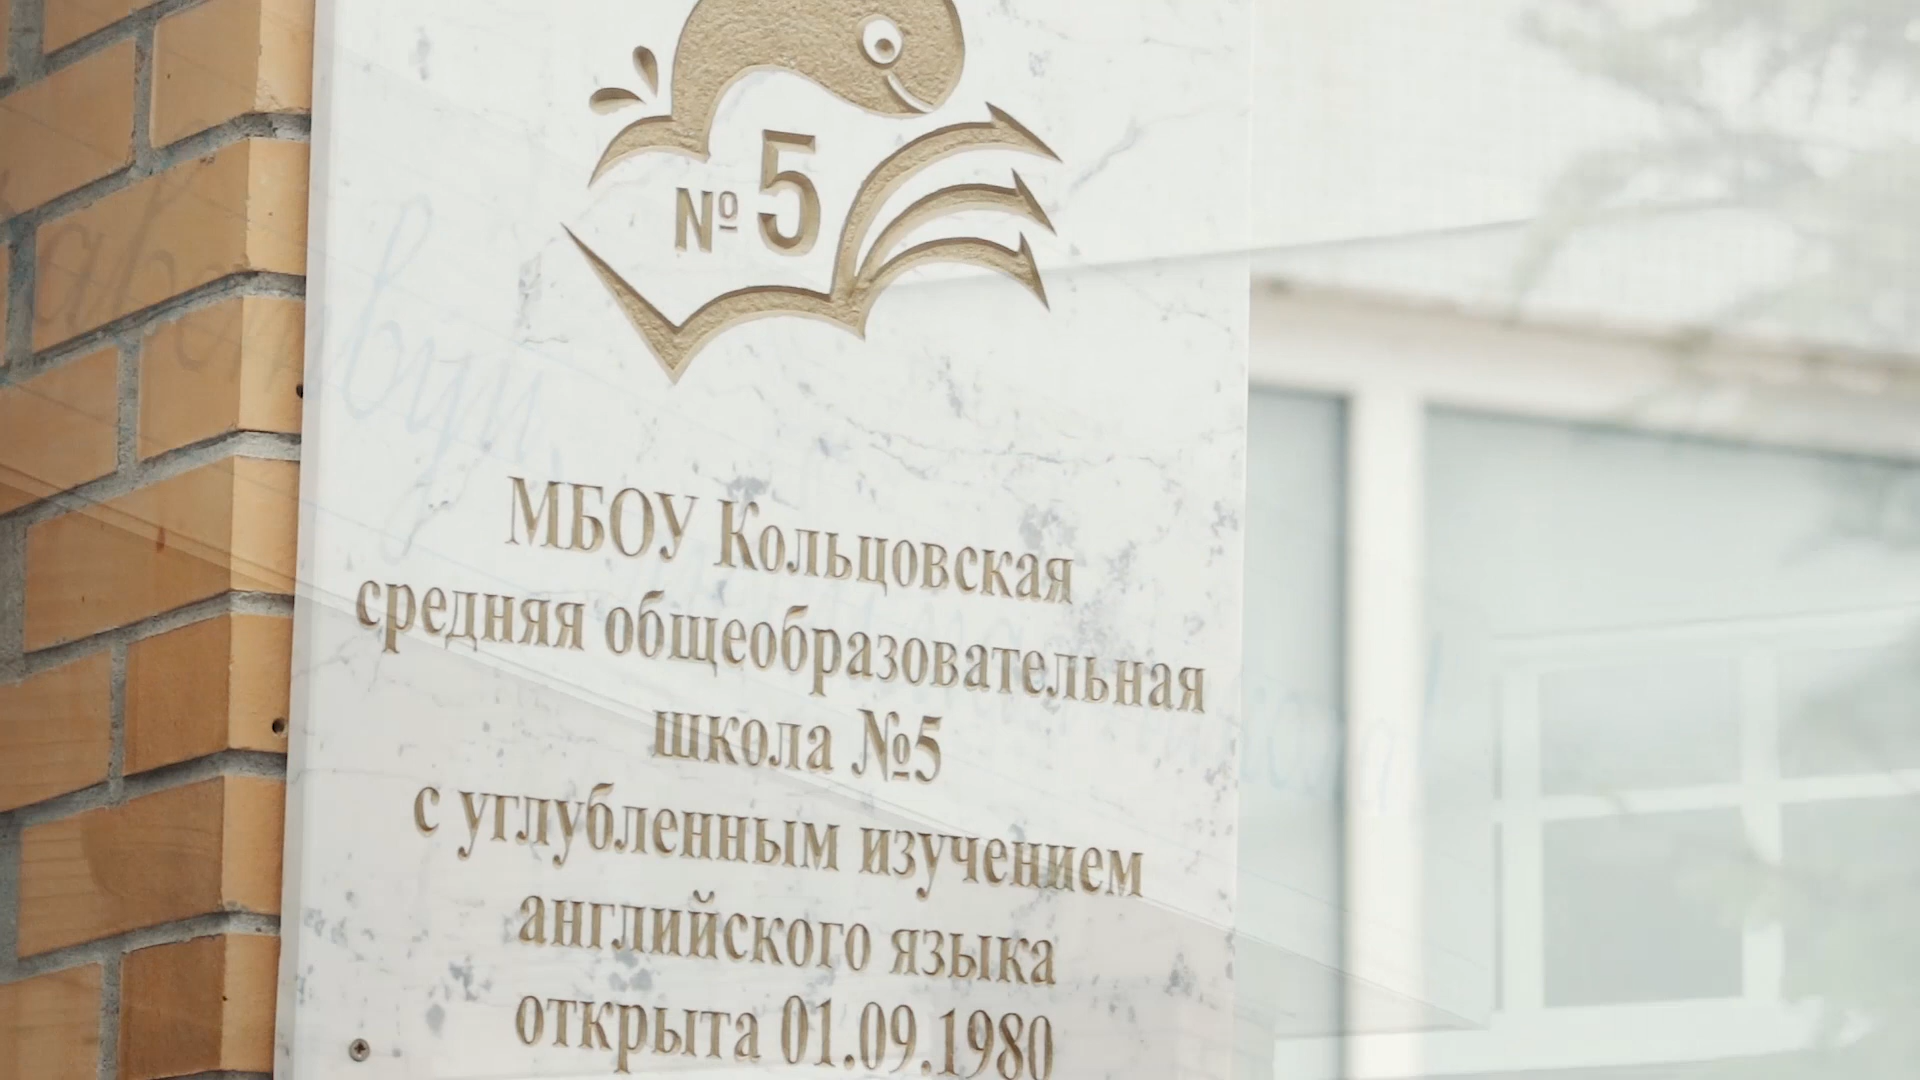 № 5
МБОУ Кольцовская
средняя общеобразовательная
школа №5
с углубленным изучением
английского языка
открыта 01.09.1980